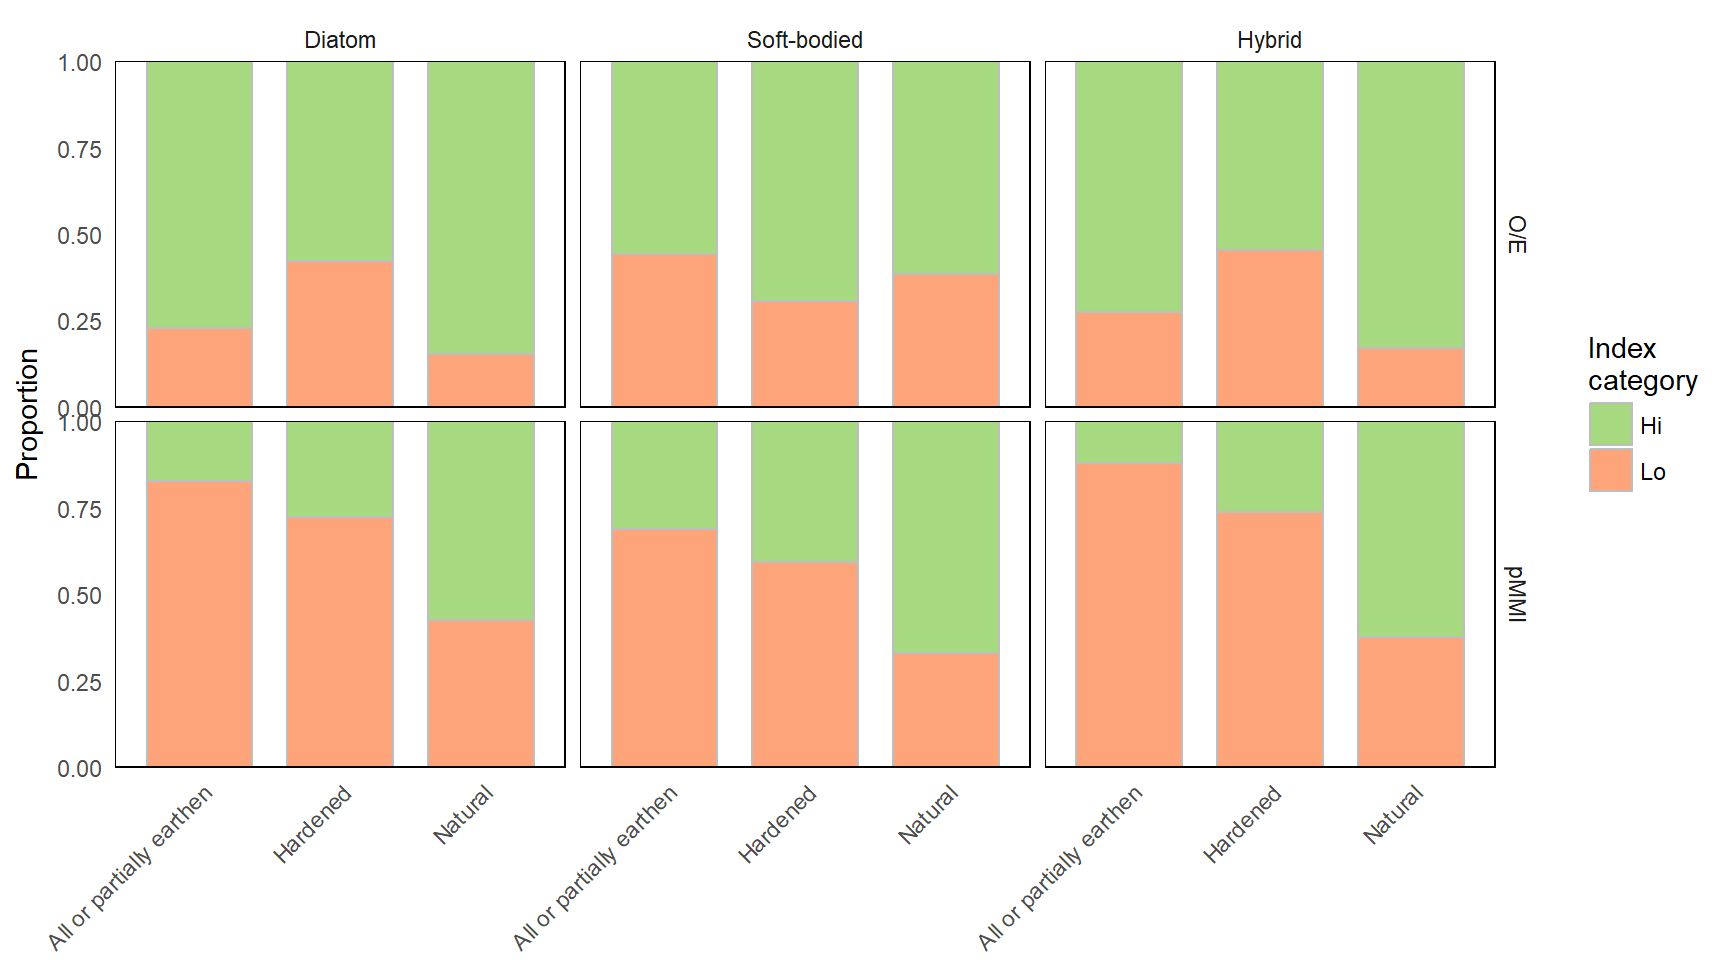 Diatom
Soft-bodied
Hybrid
1.00
0.75
0.50
0.25
0.00
O/E
Proportion
1.00
0.75
0.50
0.25
0.00
pMMI
All or partially earthen
Hardened
Natural
All or partially earthen
Hardened
Natural
All or partially earthen
Hardened
Natural
Index
category
Hi
Lo